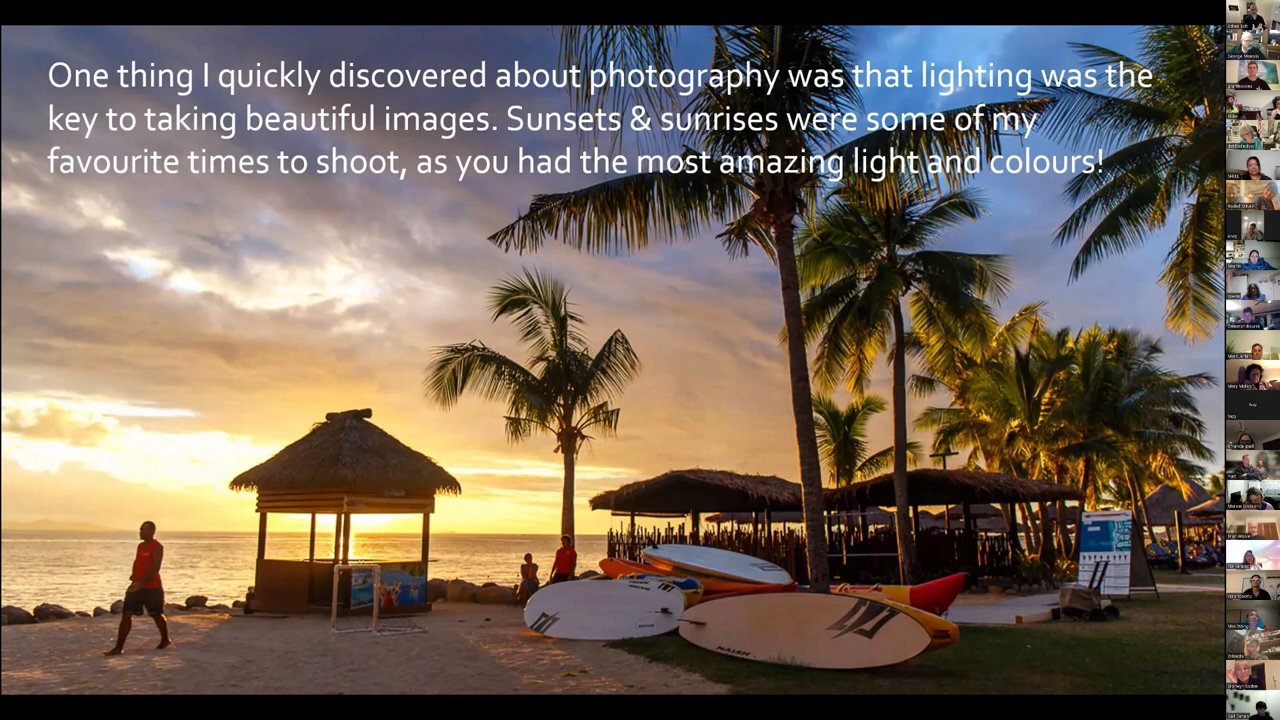 One thing I quickly discovered about photography was that lighting was the
key to taking beautiful images. Sunsets & sunrises were some of my
favourite times to shoot, as you had the most amazing light and colours!
NAISH